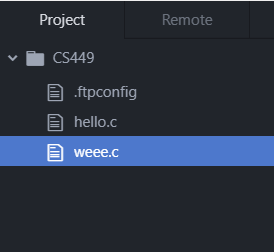 Project Remote
CS449
.ftpconfig
hello.c
weee.c